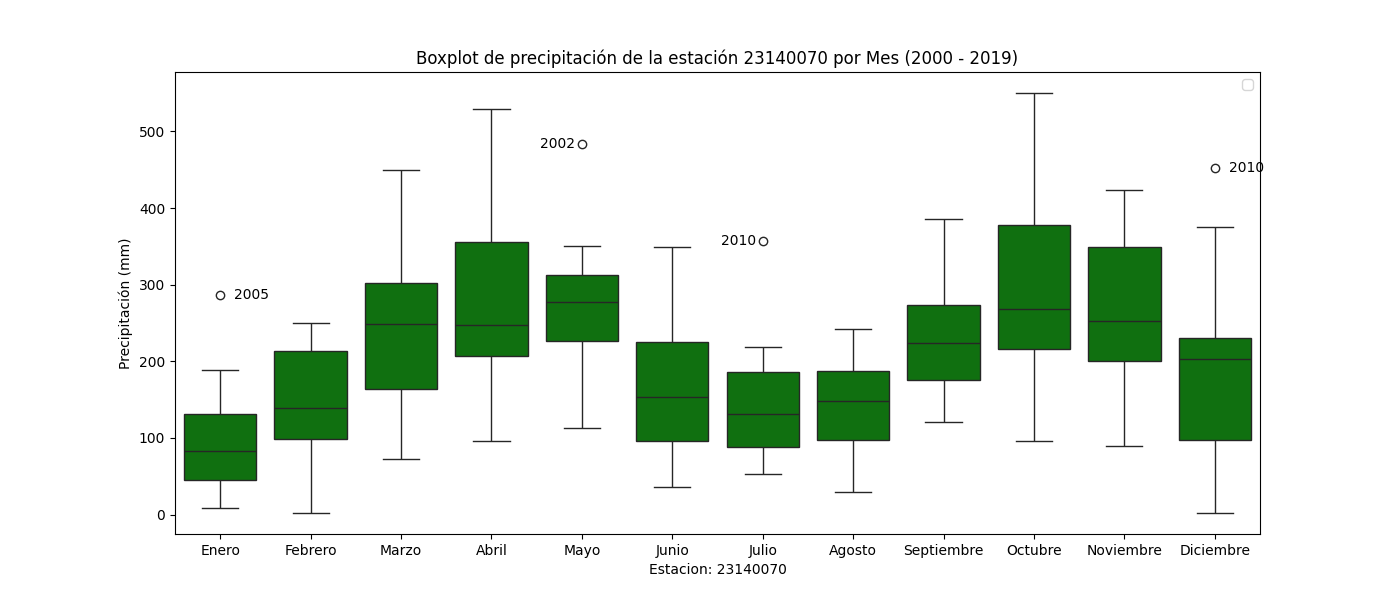 Boxplot de precipitación de la estación 23140070 por Mes (2000 - 2019)
Precipitación (mm)
500
400
300
200
100
0
2005
2002
2010
2010
Enero Febrero Marzo Abril Mayo Junio Julio Agosto Septiembre Octubre Noviembre Diciembre
Estacion: 23140070